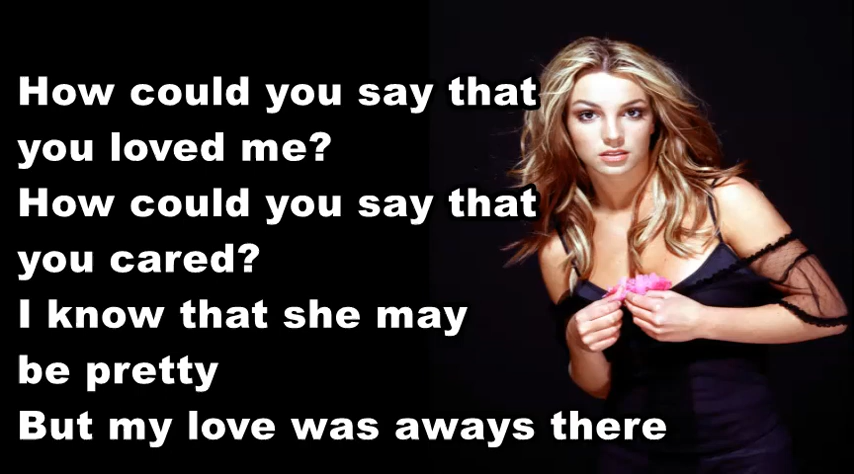 How could you say that
you loved me?
How could you say that
you cared?
I know that she may
be pretty
But my love was aways there